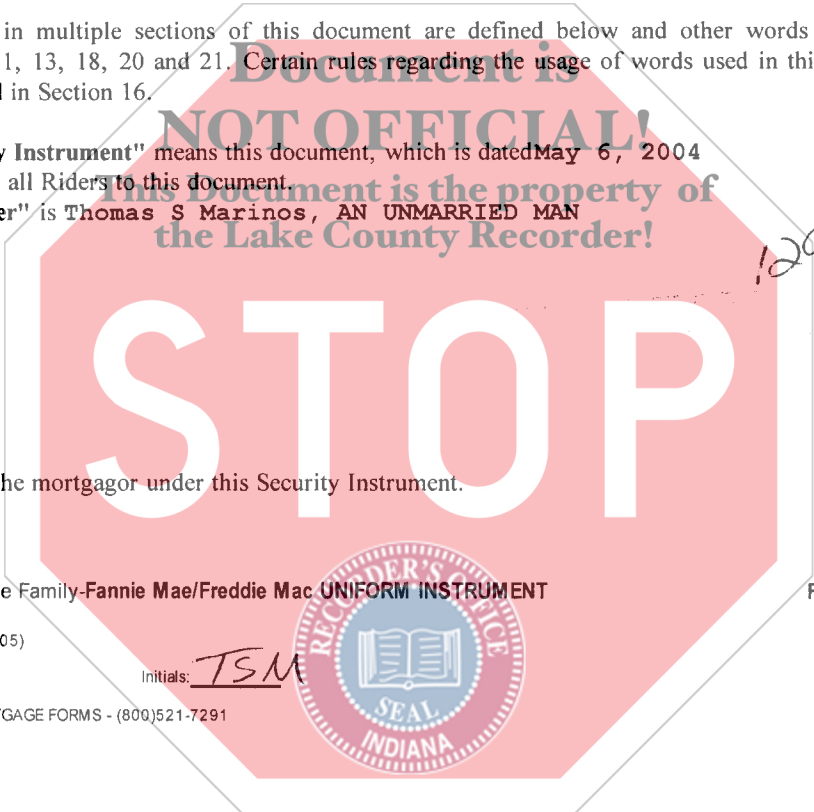 in multiple sections of this document are defined below and other words
1, 13, 18, 20 and 21. Certain rules regarding the usage of words used in thi
in Section 16.
Document is
NOT OFFICIAL!
This Document is the property of
the Lake County Recorder!
y Instrument" means this document, which is dated May 6, 2004
all Riders to this document.
er" is Thomas S Marinos, AN UNMARRIED MAN
STOP
he mortgagor under this Security Instrument.
e Family-Fannie Mae/Freddie Mac UNIFORM INSTRUMENT
05)
Initials: TSM
GAGE FORMS - (800)521-7291
RECORDER'S OFFICE
SEAL
INDIANA